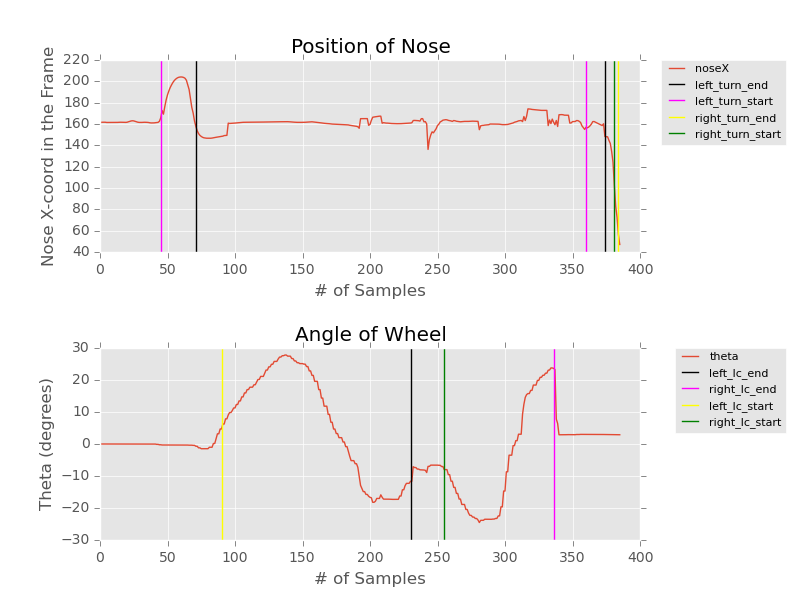 Position of Nose
Nose X-coord in the Frame
220
200
180
160
140
120
100
80
60
40
0 50 100 150 200 250 300 350 400
# of Samples
noseX
left_turn_end
left_turn_start
right_turn_end
right_turn_start
Angle of Wheel
Theta (degrees)
30
20
10
0
−10
−20
−30
0 50 100 150 200 250 300 350 400
# of Samples
theta
left_lc_end
right_lc_end
left_lc_start
right_lc_start